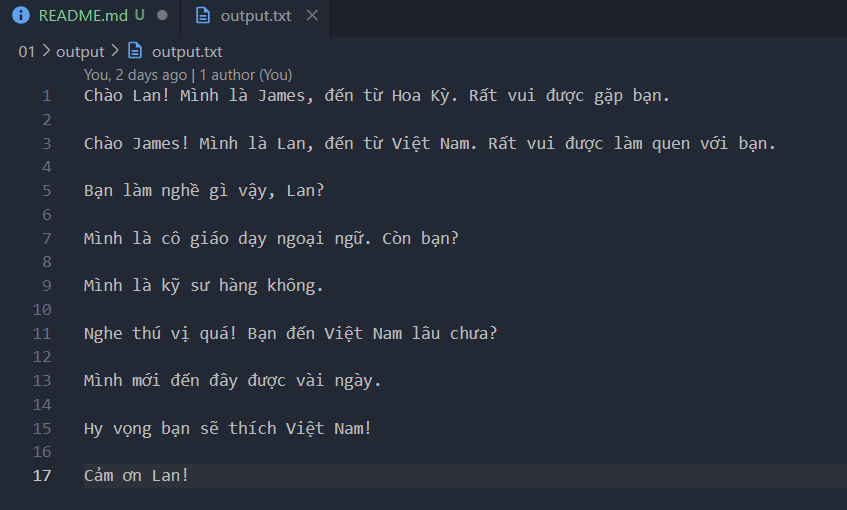 README.md U
output.txt
01 > output > output.txt
You, 2 days ago | 1 author (You)
1 Chào Lan! Mình là James, đến từ Hoa Kỳ. Rất vui được gặp bạn.
2
3 Chào James! Mình là Lan, đến từ Việt Nam. Rất vui được làm quen với bạn.
4
5 Bạn làm nghề gì vậy, Lan?
6
7 Mình là cô giáo dạy ngoại ngữ. Còn bạn?
8
9 Mình là kỹ sư hàng không.
10
11 Nghe thú vị quá! Bạn đến Việt Nam lâu chưa?
12
13 Mình mới đến đây được vài ngày.
14
15 Hy vọng bạn sẽ thích Việt Nam!
16
17 Cảm ơn Lan!